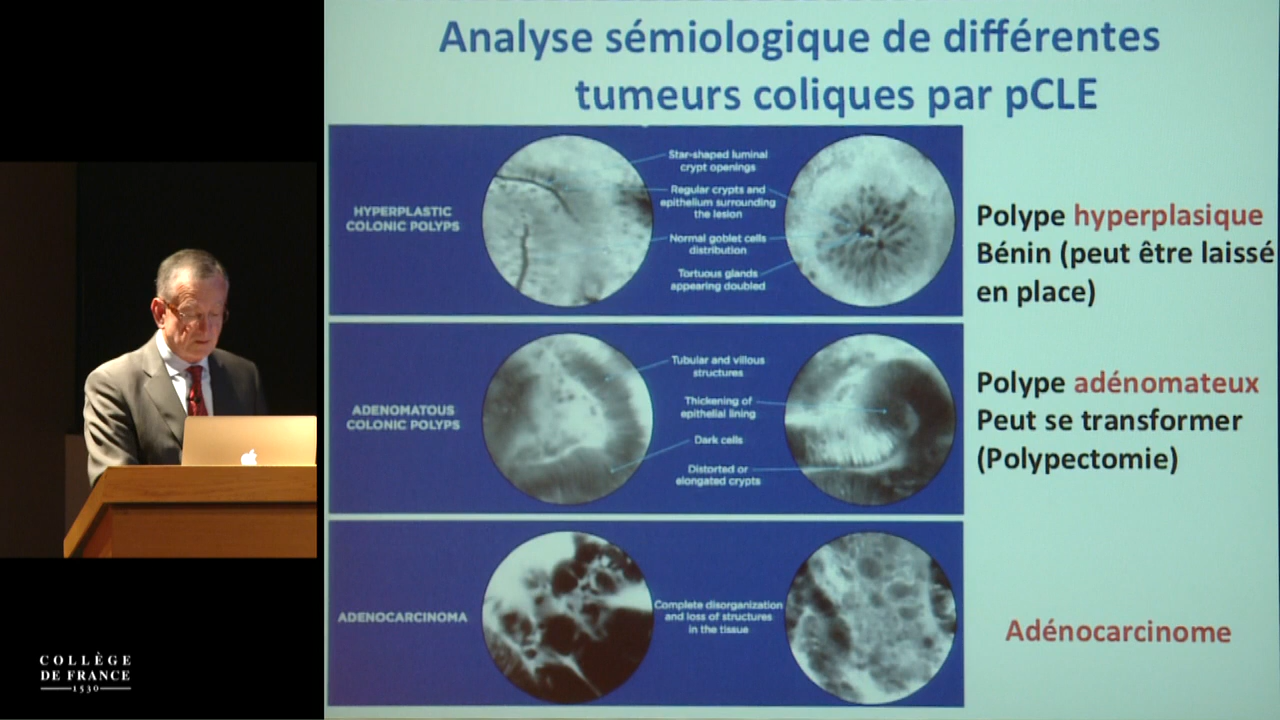 Analyse sémiologique de différentes
tumeurs coliques par pCLE
HYPERPLASTIC
COLONIC POLYPS
Star-shaped luminal
crypt openings
Regular crypts and
epithelium surrounding
the lesion
Normal goblet cells
distribution
Tortuous glands
appearing doubled
Polype hyperplasique
Bénin (peut être laissé
en place)
ADENOMATOUS
COLONIC POLYPS
Tubular and villous
structures
Thickening of
epithelial lining
Dark cells
Distorted or
elongated crypts
Polype adénomateux
Peut se transformer
(Polypectomie)
ADENOCARCINOMA
Complete disorganization
and loss of structures
in the tissue
Adénocarcinome
COLLÈGE
DE FRANCE
1530